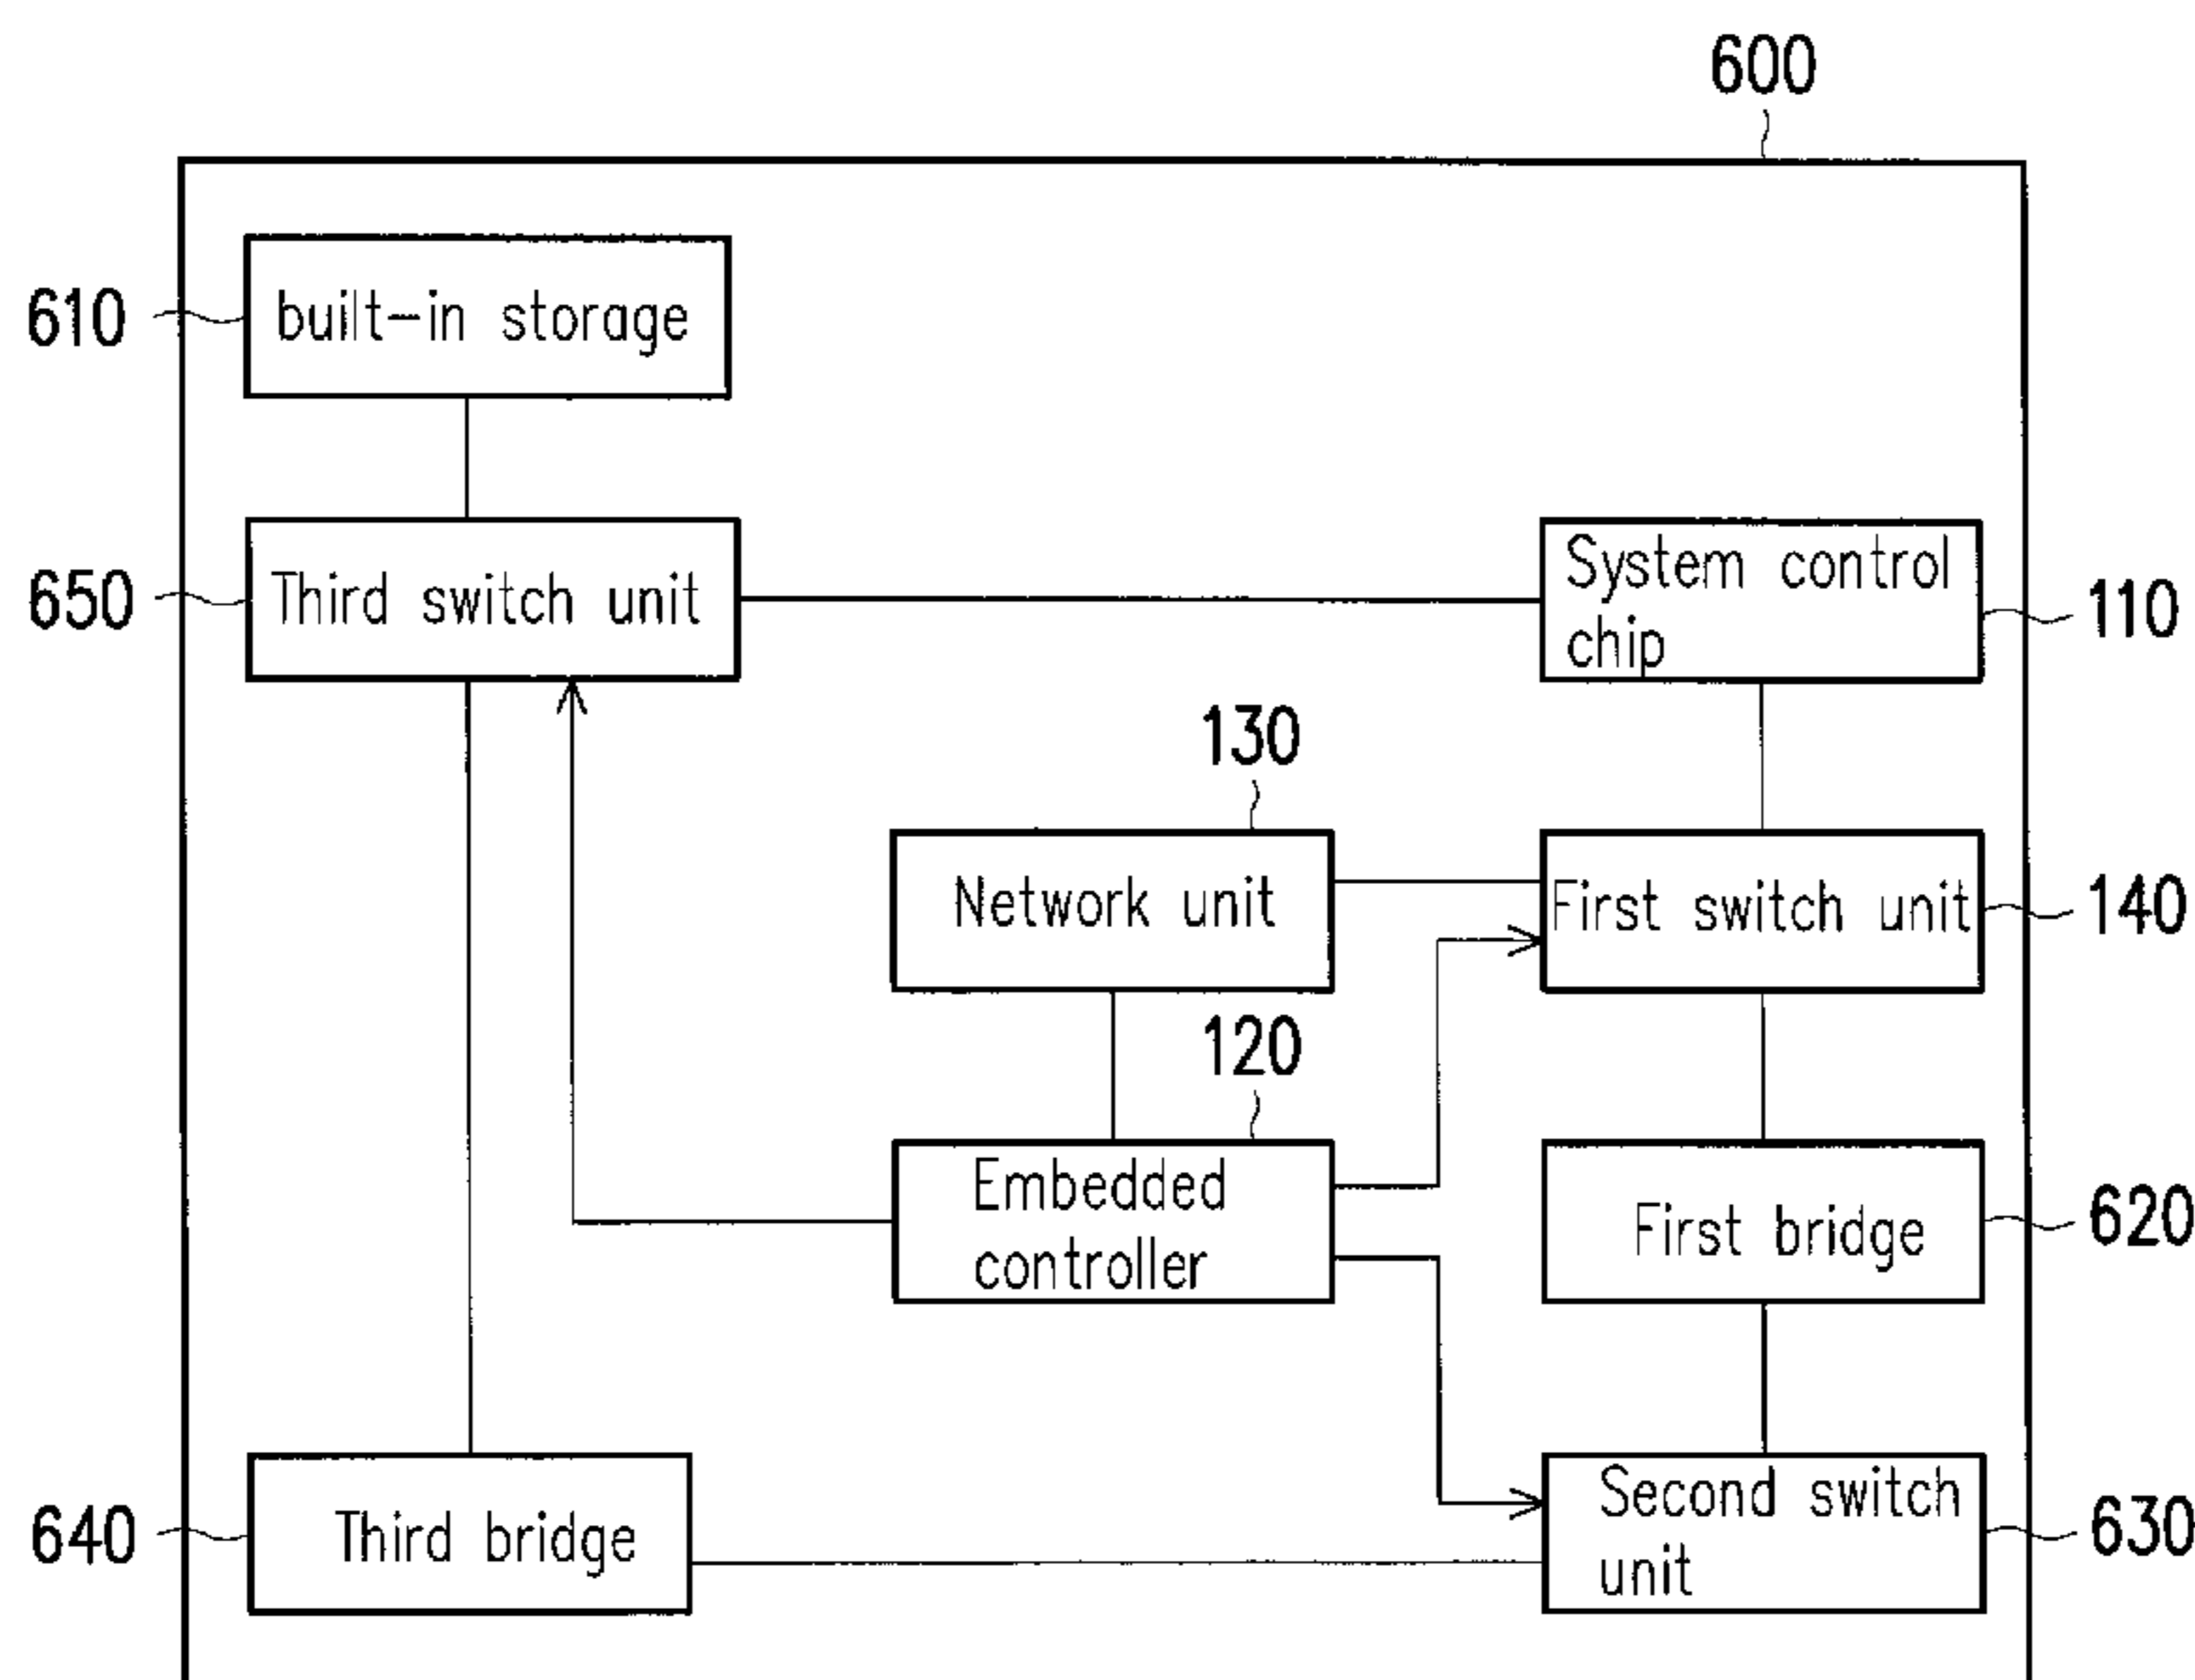 600
610
built-in storage
650
Third switch unit
System control
chip
110
130
Network unit
First switch unit
140
120
Embedded
controller
First bridge
620
640
Third bridge
Second switch
unit
630